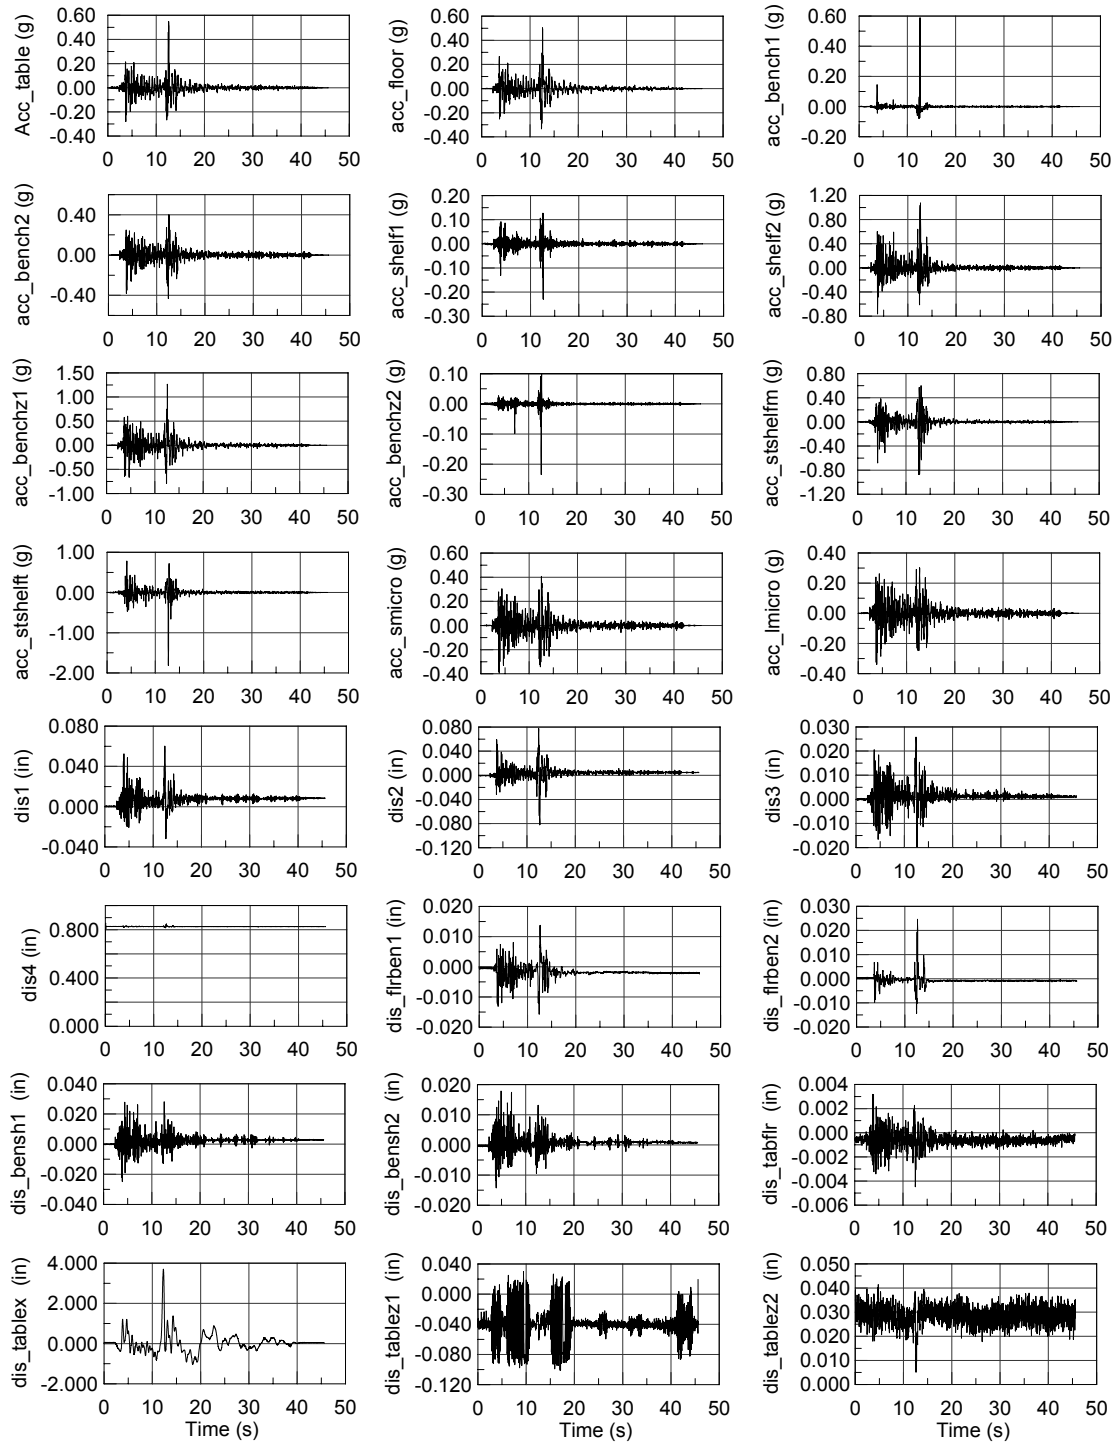 Acc_table (g)
0.60
0.40
0.20
0.00
-0.20
-0.40
0 10 20 30 40 50
acc_floor (g)
0.60
0.40
0.20
0.00
-0.20
-0.40
0 10 20 30 40 50
acc_bench1 (g)
0.60
0.40
0.20
0.00
-0.20
0 10 20 30 40 50
acc_bench2 (g)
0.40
0.00
-0.40
0 10 20 30 40 50
acc_shelf1 (g)
0.20
0.10
0.00
-0.10
-0.20
-0.30
0 10 20 30 40 50
acc_shelf2 (g)
1.20
0.80
0.40
0.00
-0.40
-0.80
0 10 20 30 40 50
acc_benchz1 (g)
1.50
1.00
0.50
0.00
-0.50
-1.00
0 10 20 30 40 50
acc_benchz2 (g)
0.10
0.00
-0.10
-0.20
-0.30
0 10 20 30 40 50
acc_stshelfm (g)
0.80
0.40
0.00
-0.40
-0.80
-1.20
0 10 20 30 40 50
acc_stshelft (g)
1.00
0.00
-1.00
-2.00
0 10 20 30 40 50
acc_smicro (g)
0.60
0.40
0.20
0.00
-0.20
-0.40
0 10 20 30 40 50
acc_lmicro (g)
0.40
0.20
0.00
-0.20
-0.40
0 10 20 30 40 50
dis1 (in)
0.080
0.040
0.000
-0.040
0 10 20 30 40 50
dis2 (in)
0.080
0.040
0.000
-0.040
-0.080
-0.120
0 10 20 30 40 50
dis3 (in)
0.030
0.020
0.010
0.000
-0.010
-0.020
0 10 20 30 40 50
dis4 (in)
0.800
0.400
0.000
0 10 20 30 40 50
dis_flrben1 (in)
0.020
0.010
0.000
-0.010
-0.020
0 10 20 30 40 50
dis_flrben2 (in)
0.030
0.020
0.010
0.000
-0.010
-0.020
0 10 20 30 40 50
dis_bensh1 (in)
0.040
0.020
0.000
-0.020
-0.040
0 10 20 30 40 50
dis_bensh2 (in)
0.020
0.010
0.000
-0.010
-0.020
0 10 20 30 40 50
dis_tabflr (in)
0.004
0.002
0.000
-0.002
-0.004
-0.006
0 10 20 30 40 50
dis_tablex (in)
4.000
2.000
0.000
-2.000
0 10 20 30 40 50
Time (s)
dis_tablez1 (in)
0.040
0.000
-0.040
-0.080
-0.120
0 10 20 30 40 50
Time (s)
dis_tablez2 (in)
0.050
0.040
0.030
0.020
0.010
0.000
0 10 20 30 40 50
Time (s)